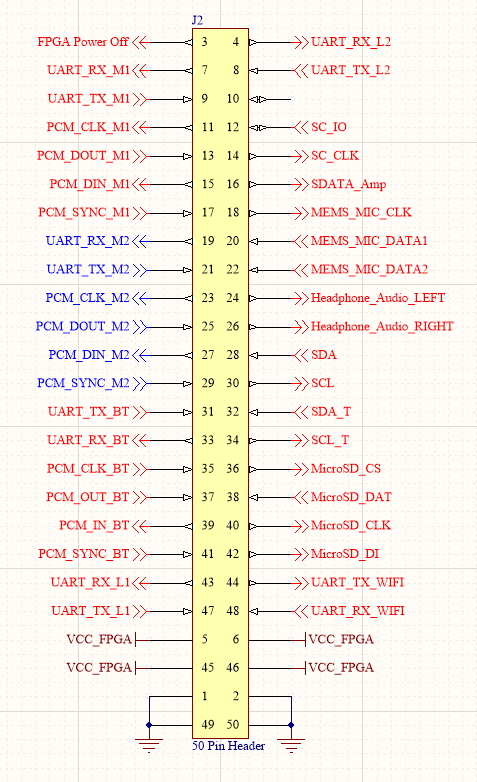 J2
FPGA Power Off 3 4 UART_RX_L2
UART_RX_M1 7 8 UART_TX_L2
UART_TX_M1 9 10
PCM_CLK_M1 11 12 SC_IO
PCM_DOUT_M1 13 14 SC_CLK
PCM_DIN_M1 15 16 SDATA_Amp
PCM_SYNC_M1 17 18 MEMS_MIC_CLK
UART_RX_M2 19 20 MEMS_MIC_DATA1
UART_TX_M2 21 22 MEMS_MIC_DATA2
PCM_CLK_M2 23 24 Headphone_Audio_LEFT
PCM_DOUT_M2 25 26 Headphone_Audio_RIGHT
PCM_DIN_M2 27 28 SDA
PCM_SYNC_M2 29 30 SCL
UART_TX_BT 31 32 SDA_T
UART_RX_BT 33 34 SCL_T
PCM_CLK_BT 35 36 MicroSD_CS
PCM_OUT_BT 37 38 MicroSD_DAT
PCM_IN_BT 39 40 MicroSD_CLK
PCM_SYNC_BT 41 42 MicroSD_DI
UART_RX_L1 43 44 UART_TX_WIFI
UART_TX_L1 47 48 UART_RX_WIFI
VCC_FPGA 5 6 VCC_FPGA
VCC_FPGA 45 46 VCC_FPGA
1 2
49 50
50 Pin Header